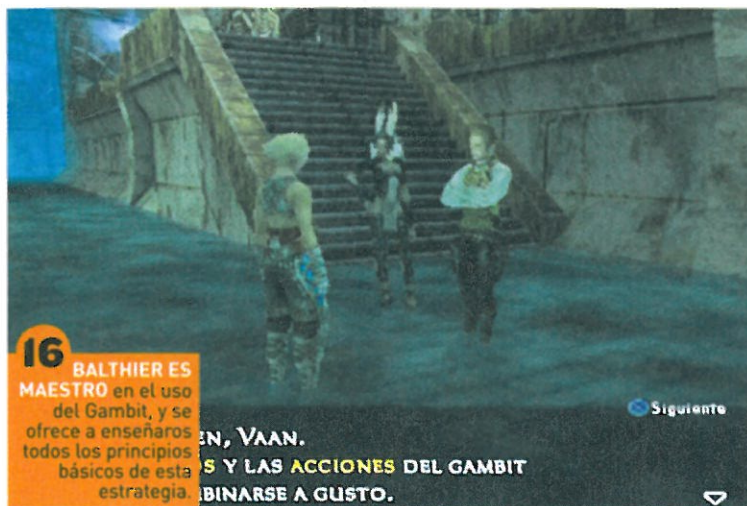 16
BALTHIER ES
MAESTRO en el uso
del Gambit, y se
ofrece a enseñaros
todos los principios
básicos de esta
estrategia.
Siguiente
EN, VAAN.
OS Y LAS ACCIONES DEL GAMBIT
BINARSE A GUSTO.